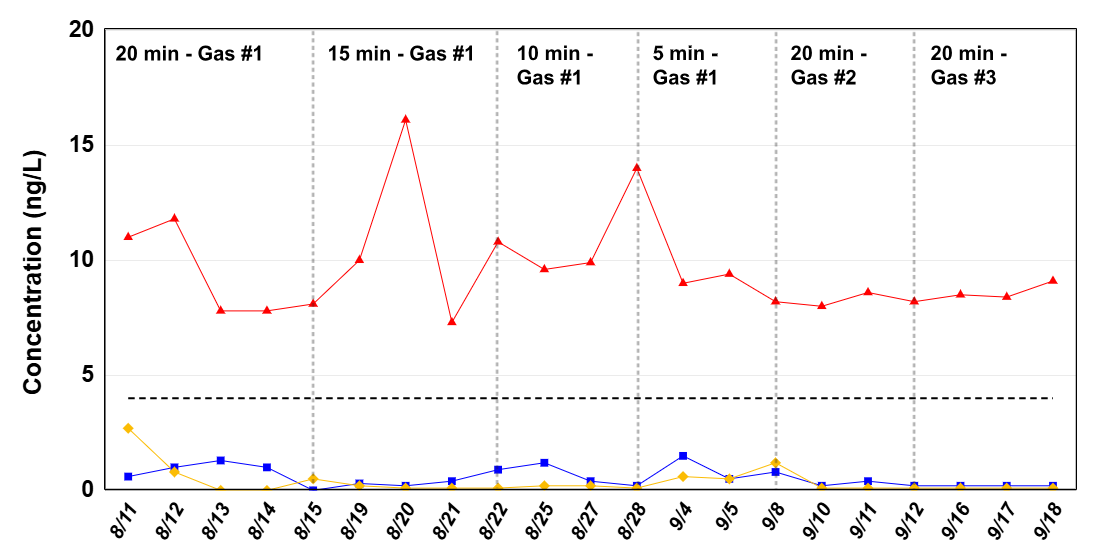 20 min - Gas #1
15 min - Gas #1
10 min -
Gas #1
5 min -
Gas #1
20 min -
Gas #2
20 min -
Gas #3
Concentration (ng/L)
20
15
10
5
0
8/11
8/12
8/13
8/14
8/15
8/19
8/20
8/21
8/22
8/25
8/27
8/28
9/4
9/5
9/8
9/10
9/11
9/12
9/16
9/17
9/18